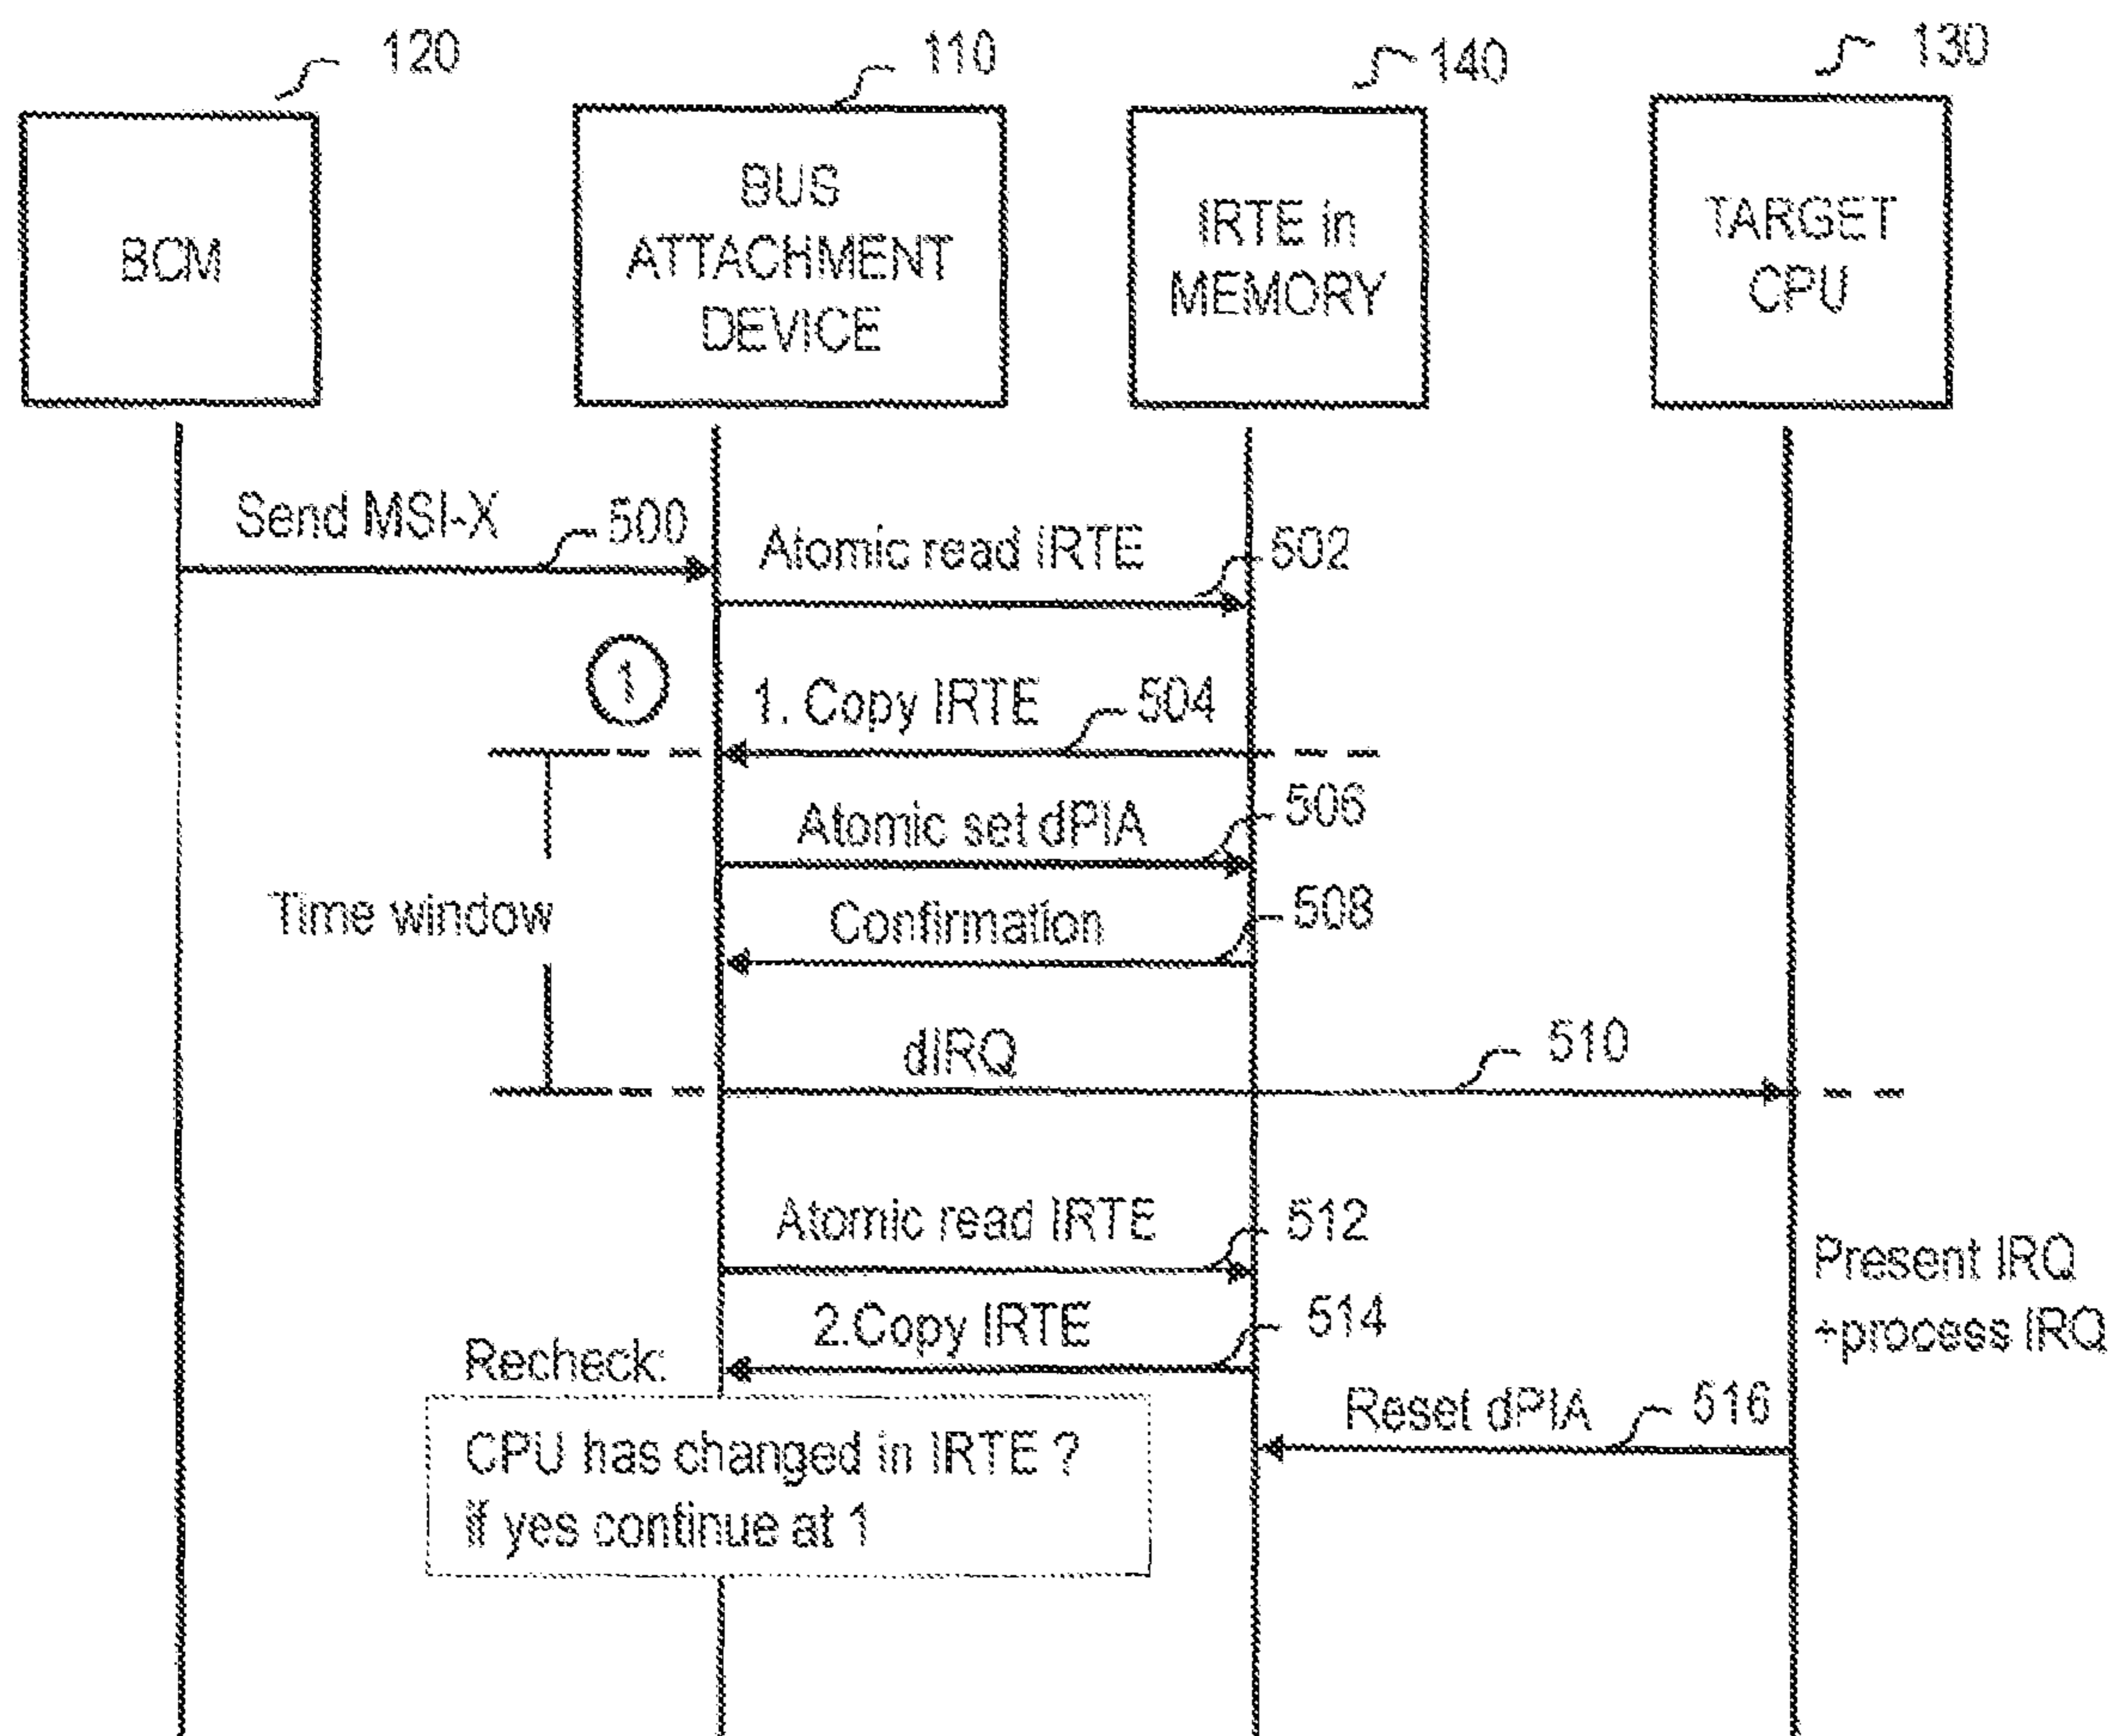 120
110
140
130
BCM
BUS
ATTACHMENT
DEVICE
IRTE in
MEMORY
TARGET
CPU
Send MSI-X
500
Atomic read IRTE
502
1
1. Copy IRTE
504
Atomic set dPIA
506
Time window
Confirmation
508
dIRQ
510
Atomic read IRTE
512
Present IRQ
+process IRQ
2.Copy IRTE
514
Recheck:
Reset dPIA
516
CPU has changed in IRTE ?
if yes continue at 1